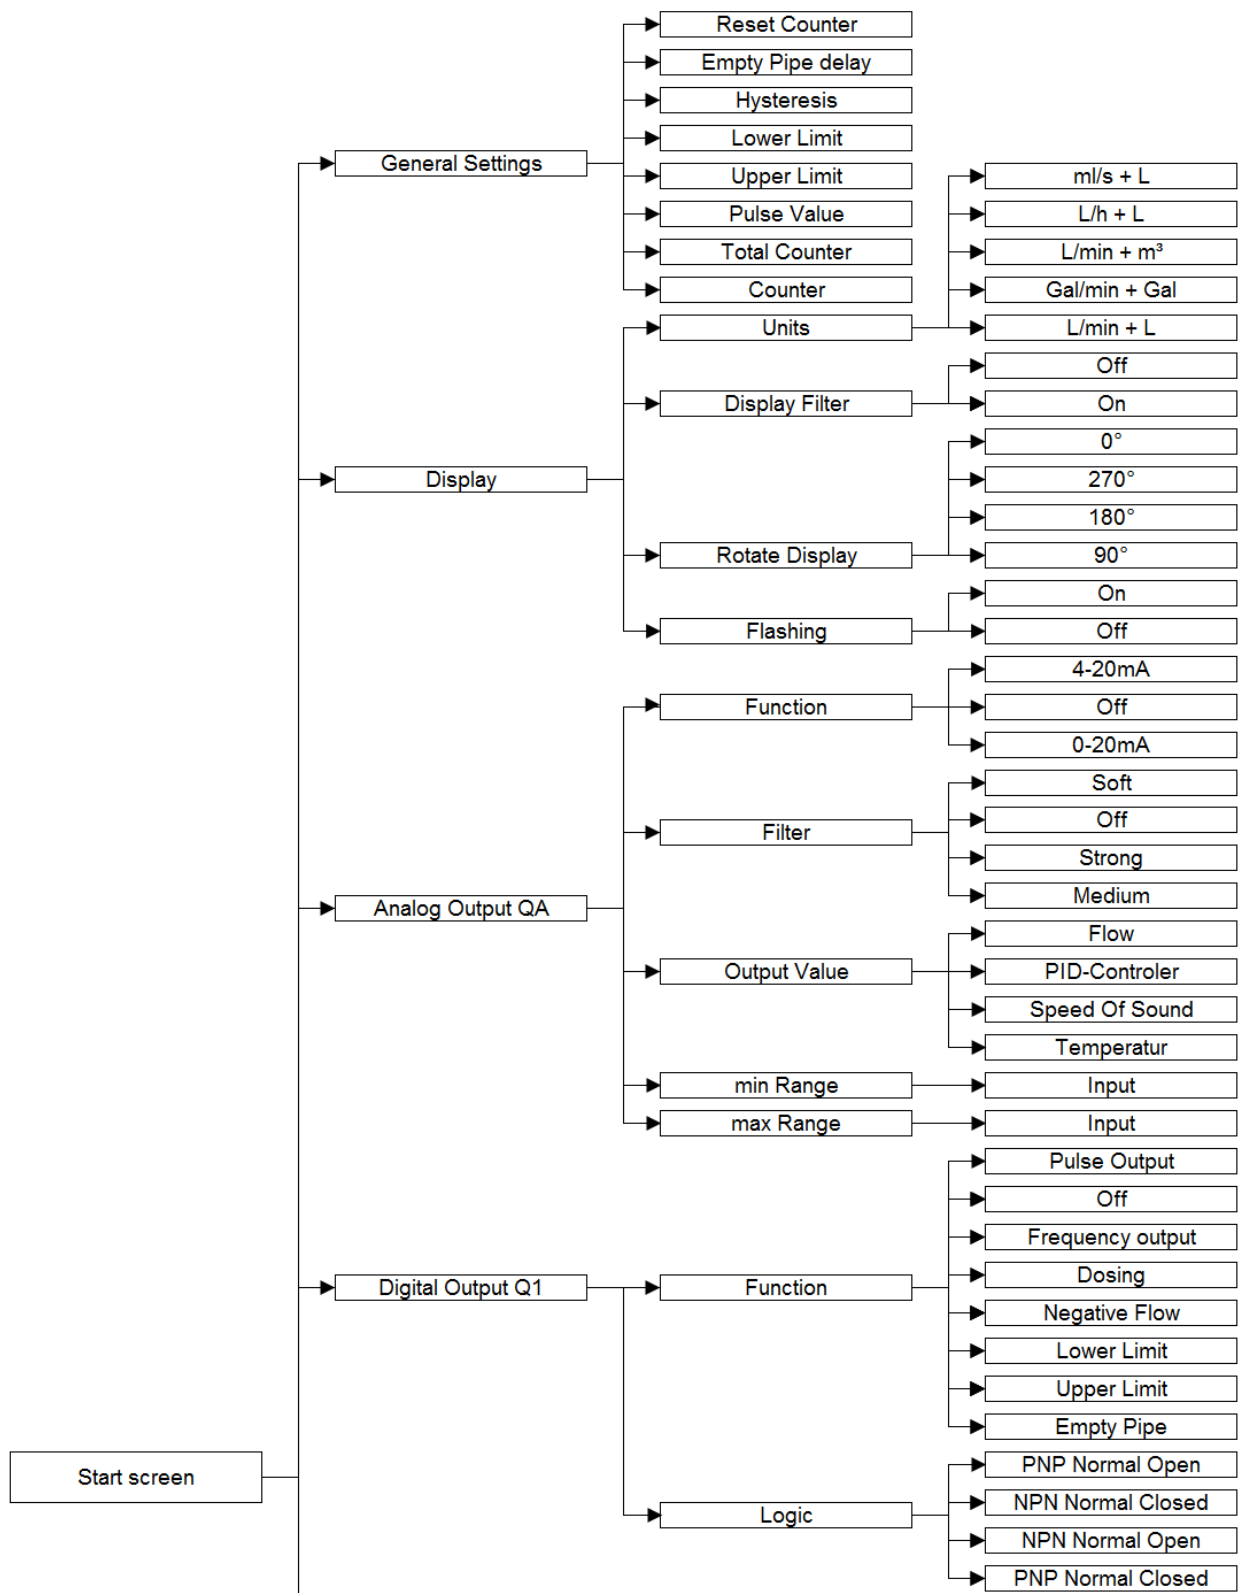 Reset Counter
Empty Pipe delay
Hysteresis
Lower Limit
General Settings
Upper Limit
ml/s + L
Pulse Value
L/h + L
Total Counter
L/min + m³
Counter
Gal/min + Gal
Units
L/min + L
Off
Display Filter
On
0°
Display
270°
180°
Rotate Display
90°
On
Flashing
Off
4-20mA
Function
Off
0-20mA
Soft
Filter
Off
Strong
Analog Output QA
Medium
Flow
Output Value
PID-Controler
Speed Of Sound
Temperatur
min Range
Input
max Range
Input
Pulse Output
Off
Frequency output
Digital Output Q1
Function
Dosing
Negative Flow
Lower Limit
Upper Limit
Empty Pipe
Start screen
PNP Normal Open
NPN Normal Closed
Logic
NPN Normal Open
PNP Normal Closed